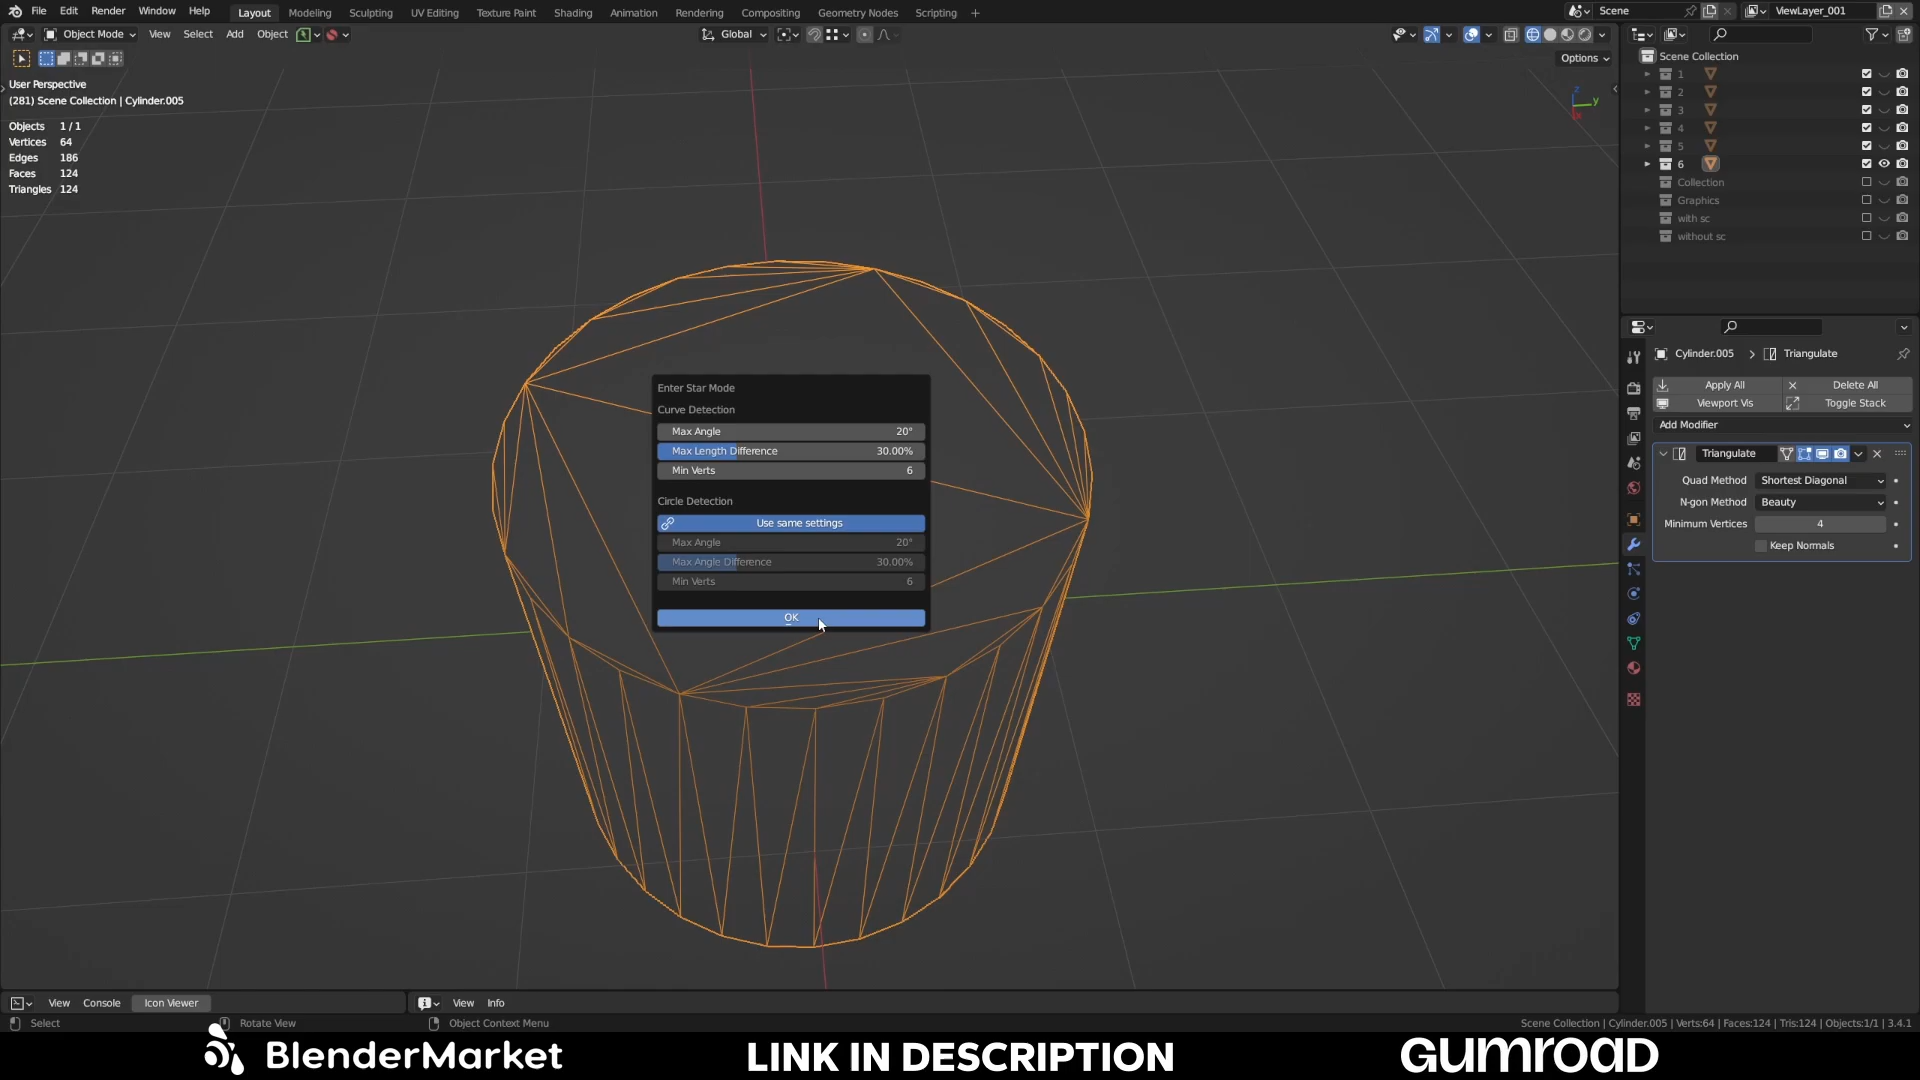 File Edit Render Window Help Layout Modeling Sculpting UV Editing Texture Paint Shading Animation Rendering Compositing Geometry Nodes Scripting + Scene ViewLayer_001
Object Mode View Select Add Object Global
Options
User Perspective
(281) Scene Collection | Cylinder.005
Objects 1 / 1
Vertices 64
Edges 186
Faces 124
Triangles 124
z
y
Enter Star Mode
Curve Detection
Max Angle 20°
Max Length Difference 30.00%
Min Verts 6
Circle Detection
Use same settings
Max Angle 20°
Max Angle Difference 30.00%
Min Verts 6
OK
Scene Collection
1
2
3
4
5
6
Collection
Graphics
with sc
without sc
Cylinder.005 > Triangulate
Apply All Delete All
Viewport Vis Toggle Stack
Add Modifier
Triangulate
Quad Method Shortest Diagonal
N-gon Method Beauty
Minimum Vertices 4
Keep Normals
View Console Icon Viewer View Info
Select Rotate View Object Context Menu Scene Collection | Cylinder.005 | Verts:64 | Faces:124 | Tris:124 | Objects:1/1 | 3.4.1
BlenderMarket LINK IN DESCRIPTION GUMROAD